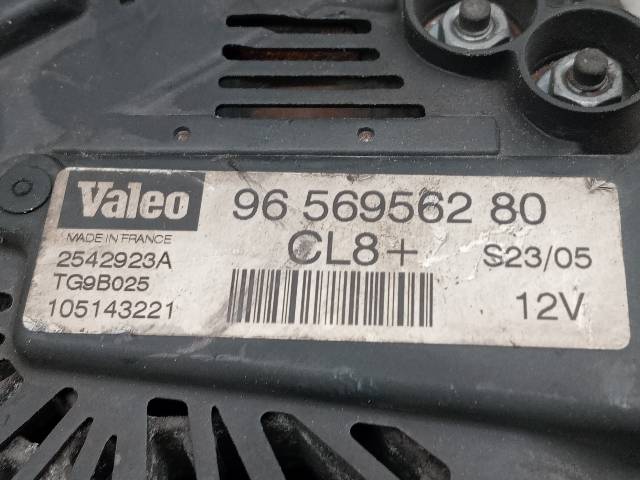 Valeo 96 569562 80
MADE IN FRANCE CL8+ S23/05
2542923A
TG9B025
105143221 12V